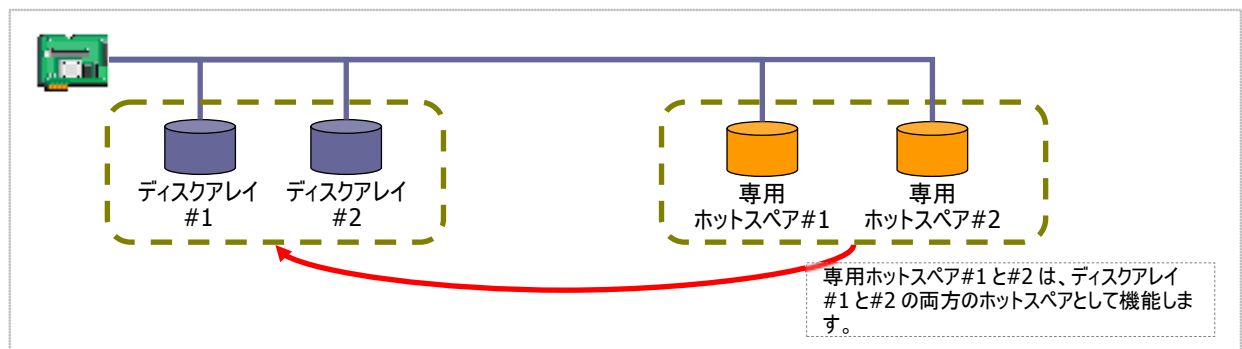 ディスクアレイ
#1
ディスクアレイ
#2
専用
ホットスペア#1
専用
ホットスペア#2
専用ホットスペア#1 と#2 は、ディスクアレイ
#1 と#2 の両方のホットスペアとして機能しま
す。